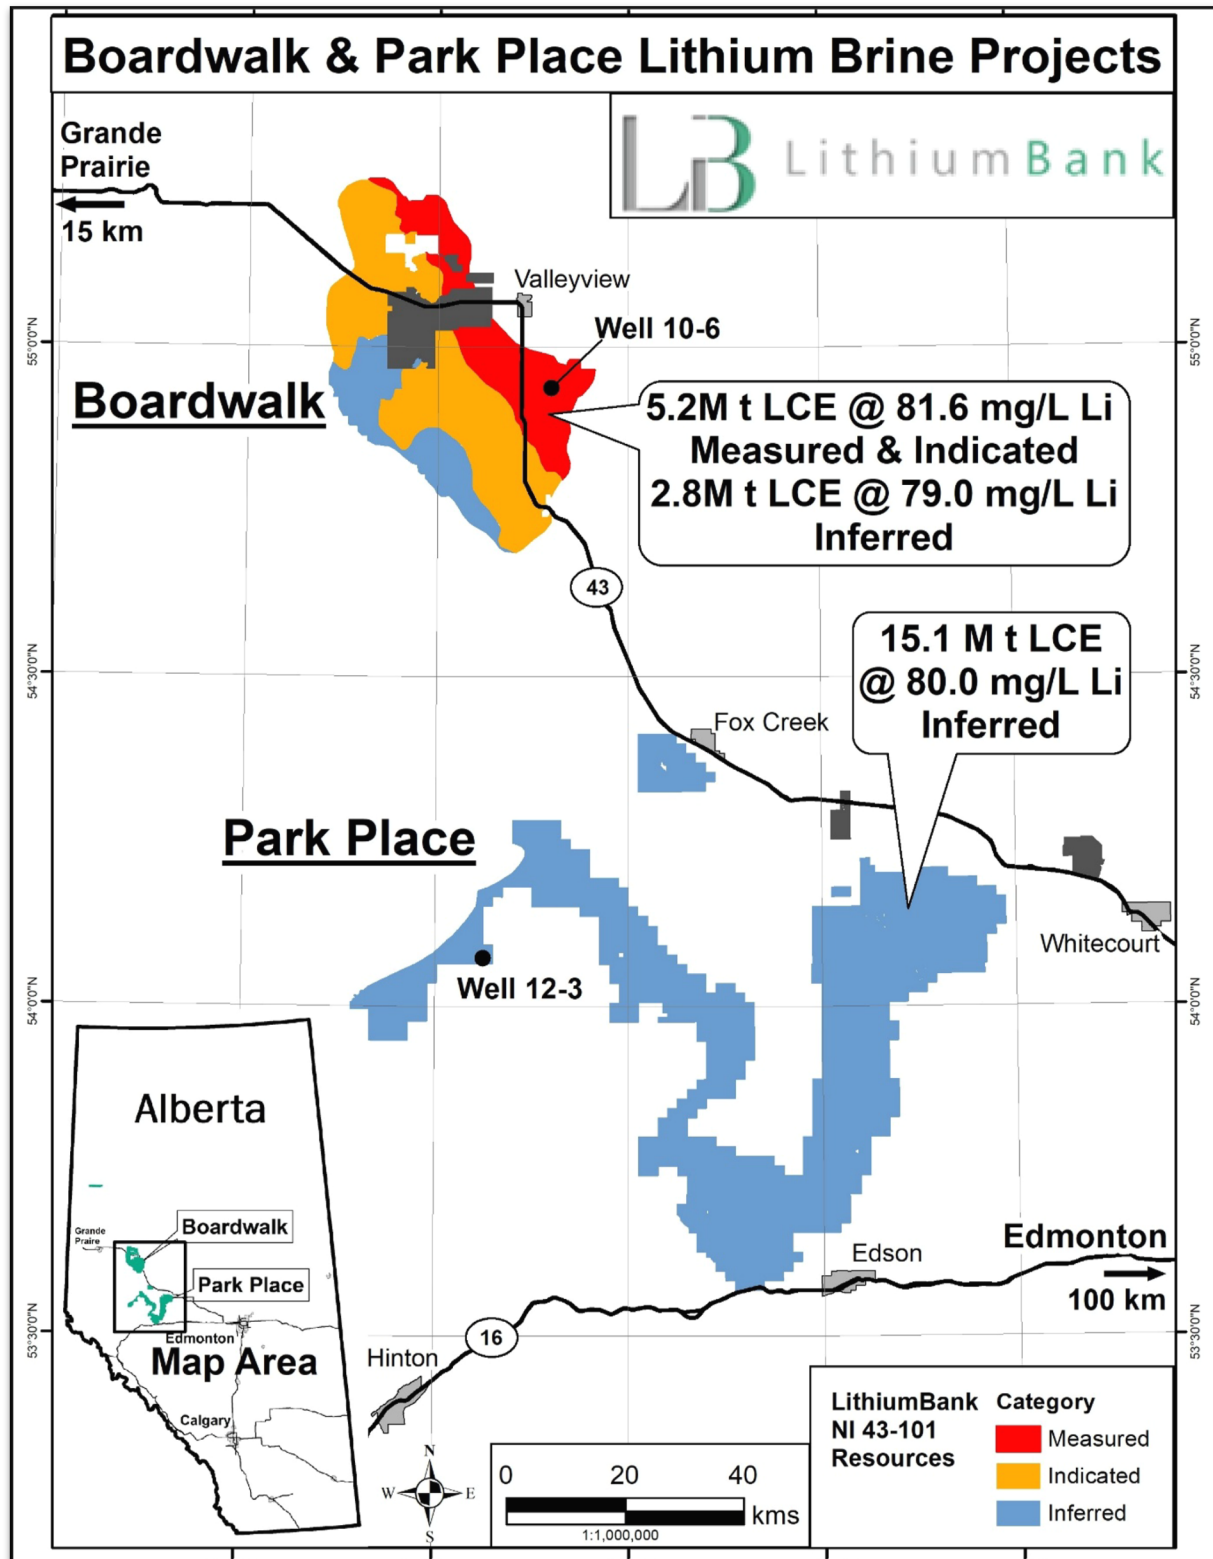 Boardwalk & Park Place Lithium Brine Projects
LiB LithiumBank
Grande
Prairie
15 km
Valleyview
Well 10-6
55°0'0"N
55°0'0"N
Boardwalk
5.2M t LCE @ 81.6 mg/L Li
Measured & Indicated
2.8M t LCE @ 79.0 mg/L Li
Inferred
43
15.1 M t LCE
@ 80.0 mg/L Li
Inferred
54°30'0"N
54°30'0"N
Fox Creek
Park Place
Whitecourt
Well 12-3
54°0'0"N
54°0'0"N
Alberta
Grande
Praire
Boardwalk
Park Place
Edmonton
Map Area
Calgary
Edson
Edmonton
100 km
53°30'0"N
53°30'0"N
16
Hinton
N
W
E
S
0 20 40
kms
1:1,000,000
LithiumBank
NI 43-101
Resources
Category
Measured
Indicated
Inferred